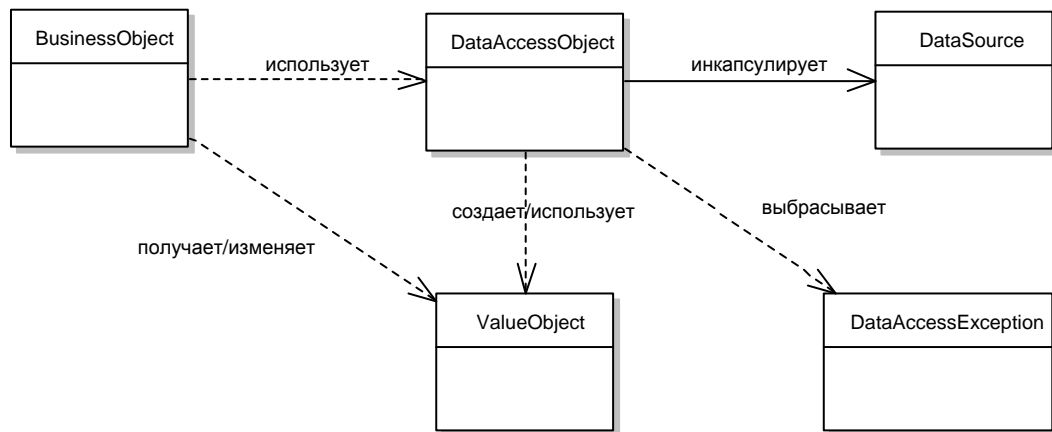 BusinessObject
DataAccessObject
DataSource
использует
инкапсулирует
создает/использует
выбрасывает
получает/изменяет
ValueObject
DataAccessException